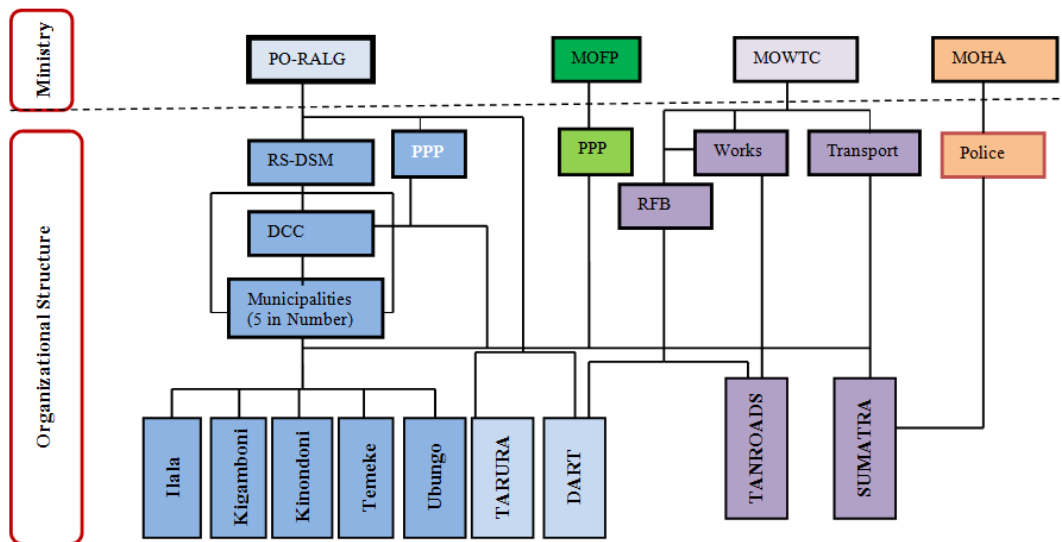 Ministry
PO-RALG
MOFP
MOWTC
MOHA
Organizational Structure
RS-DSM
PPP
PPP
Works
Transport
Police
RFB
DCC
Municipalities
(5 in Number)
Ilala
Kigamboni
Kinondoni
Temeke
Ubungo
TARURA
DART
TANROADS
SUMATRA